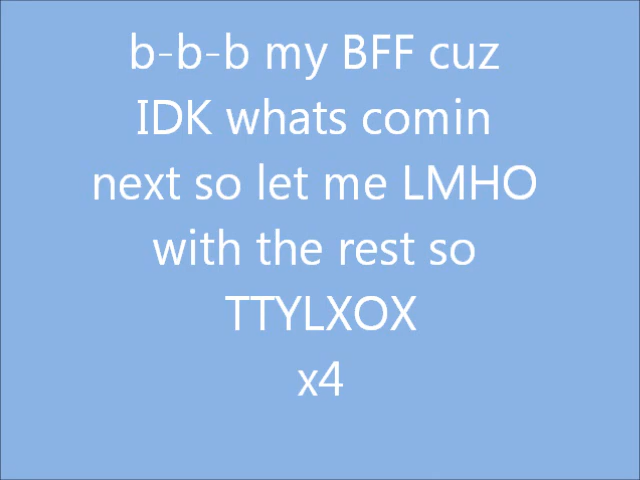 b-b-b my BFF cuz
IDK whats comin
next so let me LMHO
with the rest so
TTYLXOX
x4